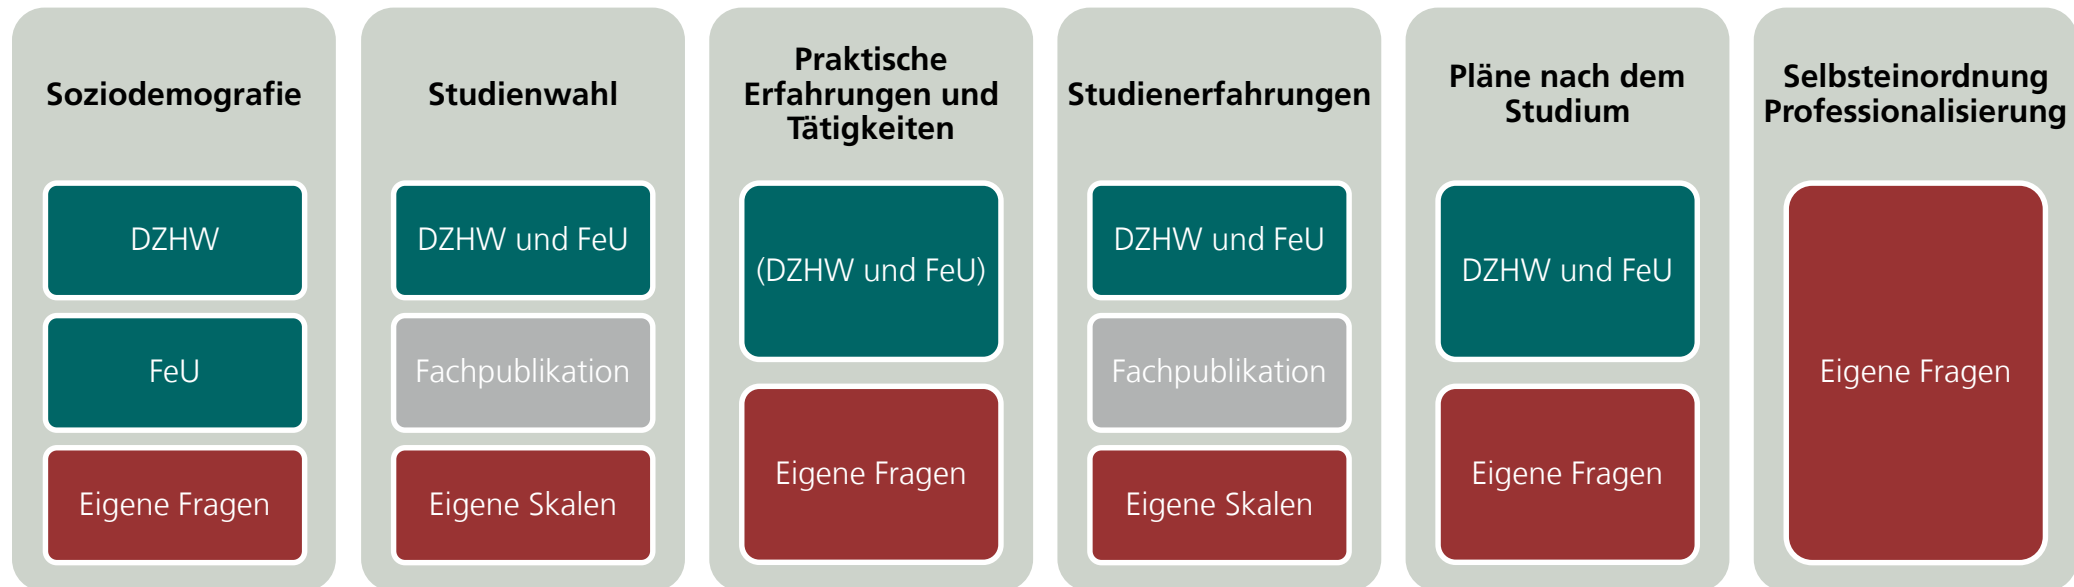 Soziodemografie
DZHW
FeU
Eigene Fragen
Studienwahl
DZHW und FeU
Fachpublikation
Eigene Skalen
Praktische
Erfahrungen und
Tätigkeiten
(DZHW und FeU)
Eigene Fragen
Studienerfahrungen
DZHW und FeU
Fachpublikation
Eigene Skalen
Pläne nach dem
Studium
DZHW und FeU
Eigene Fragen
Selbsteinordnung
Professionalisierung
Eigene Fragen